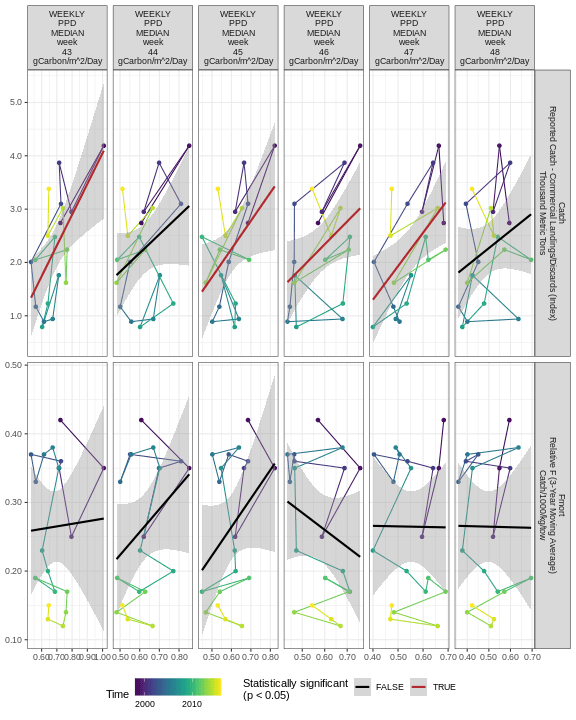 WEEKLY
PPD
MEDIAN
week
43
gCarbon/m^2/Day
WEEKLY
PPD
MEDIAN
week
44
gCarbon/m^2/Day
WEEKLY
PPD
MEDIAN
week
45
gCarbon/m^2/Day
WEEKLY
PPD
MEDIAN
week
46
gCarbon/m^2/Day
WEEKLY
PPD
MEDIAN
week
47
gCarbon/m^2/Day
WEEKLY
PPD
MEDIAN
week
48
gCarbon/m^2/Day
5.0
4.0
3.0
2.0
1.0
Catch
Reported Catch - Commercial Landings/Discards (Index)
Thousand Metric Tons
0.50
0.40
0.30
0.20
0.10
Fmort
Relative F (3-Year Moving Average)
Catch/1000/kg/tow
0.60 0.70 0.80 0.90 1.00
0.50 0.60 0.70 0.80
0.50 0.60 0.70 0.80
0.50 0.60 0.70
0.40 0.50 0.60 0.70
0.40 0.50 0.60 0.70
Time
2000 2010
Statistically significant
(p < 0.05)
FALSE TRUE